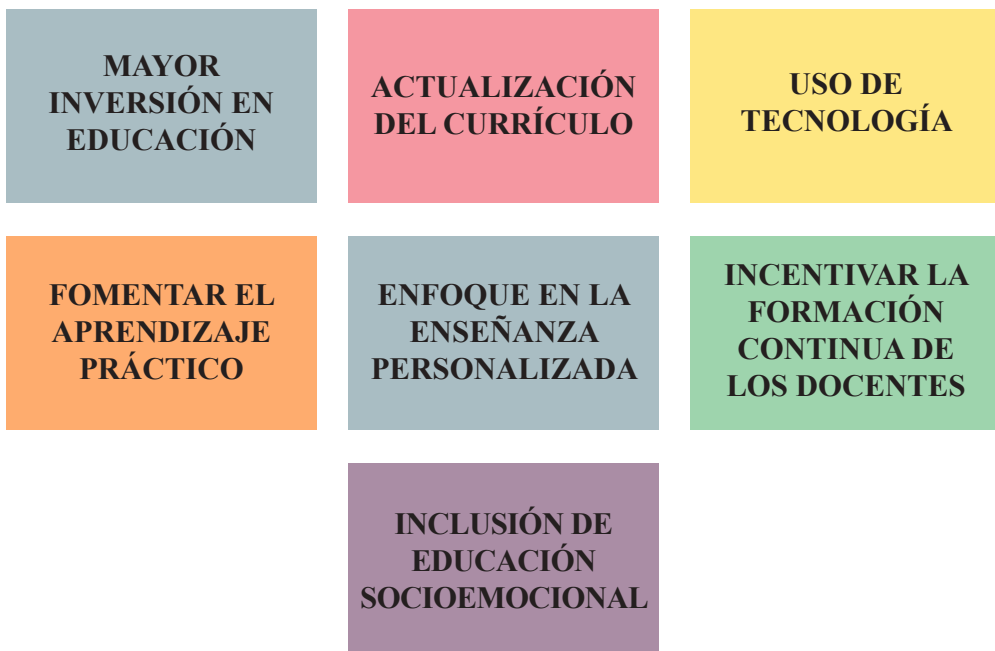 MAYOR
INVERSIÓN EN
EDUCACIÓN
ACTUALIZACIÓN
DEL CURRÍCULO
USO DE
TECNOLOGÍA
FOMENTAR EL
APRENDIZAJE
PRÁCTICO
ENFOQUE EN LA
ENSEÑANZA
PERSONALIZADA
INCENTIVAR LA
FORMACIÓN
CONTINUA DE
LOS DOCENTES
INCLUSIÓN DE
EDUCACIÓN
SOCIOEMOCIONAL